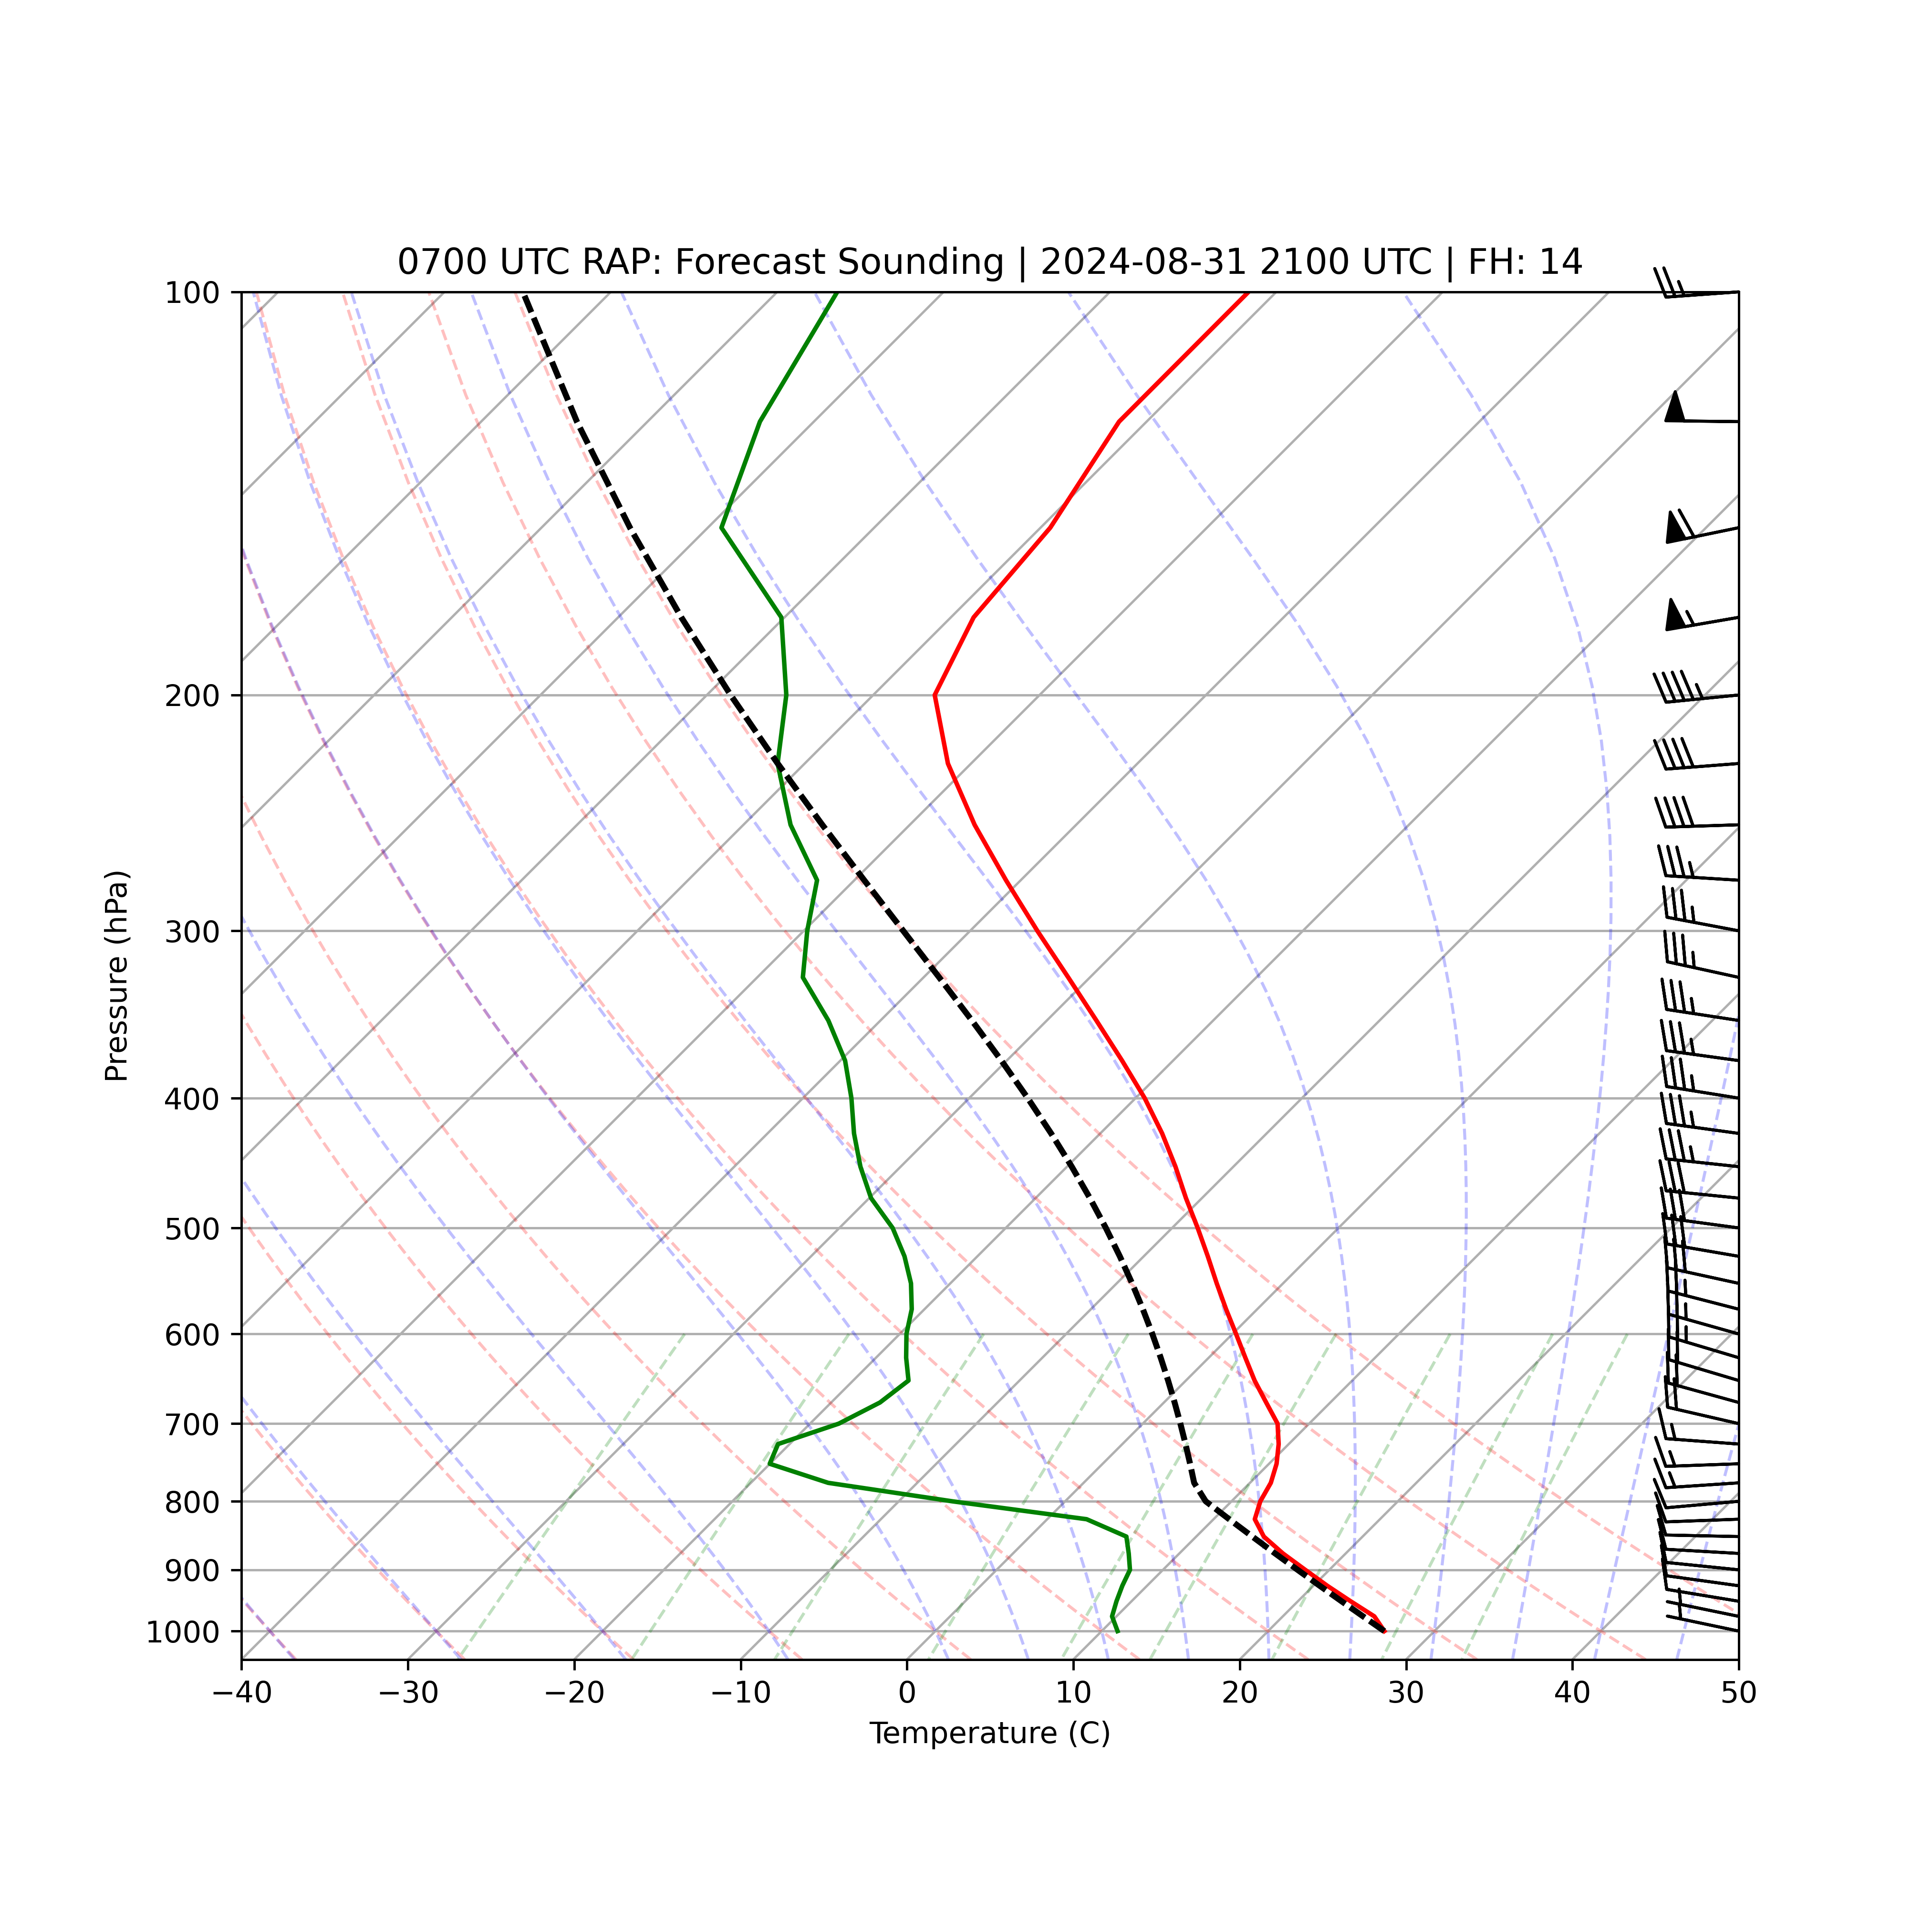 0700 UTC RAP: Forecast Sounding | 2024-08-31 2100 UTC | FH: 14
100
200
300
400
500
600
700
800
900
1000
Pressure (hPa)
−40 −30 −20 −10 0 10 20 30 40 50
Temperature (C)